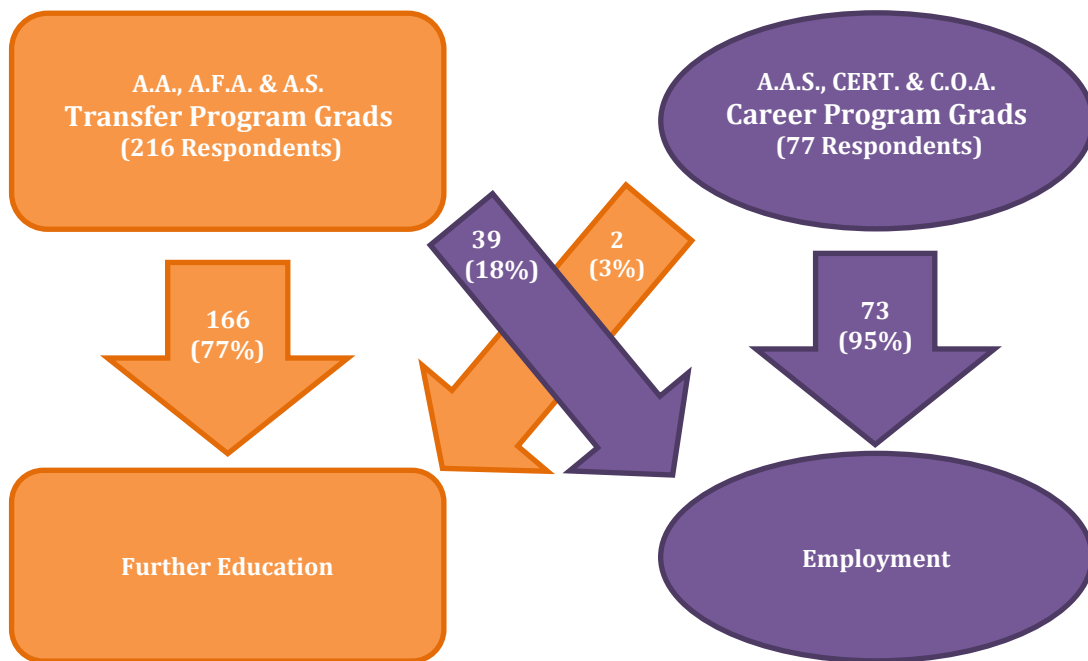 A.A., A.F.A. & A.S.
Transfer Program Grads
(216 Respondents)
A.A.S., CERT. & C.O.A.
Career Program Grads
(77 Respondents)
39
(18%)
2
(3%)
166
(77%)
73
(95%)
Further Education
Employment